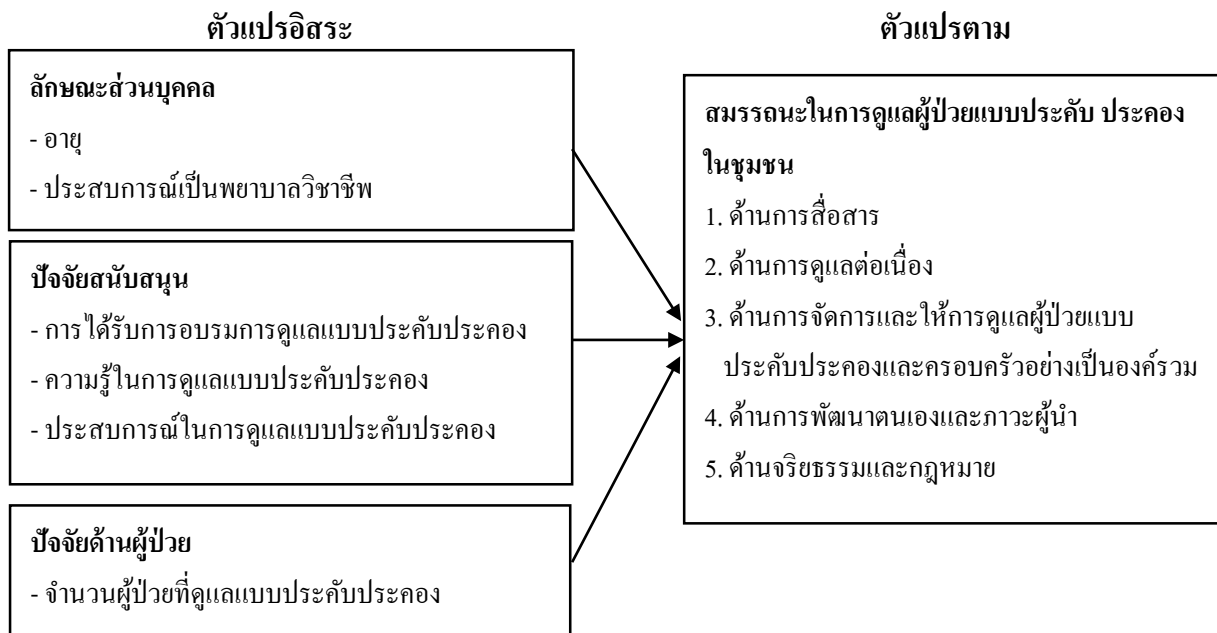 ตัวแปรอิสระ
ลักษณะส่วนบุคคล
- อายุ
- ประสบการณ์เป็นพยาบาลวิชาชีพ
ปัจจัยสนับสนุน
- การได้รับการอบรมการดูแลแบบประคับประคอง
- ความรู้ในการดูแลแบบประคับประคอง
- ประสบการณ์ในการดูแลแบบประคับประคอง
ปัจจัยด้านผู้ป่วย
- จำนวนผู้ป่วยที่ดูแลแบบประคับประคอง
ตัวแปรตาม
สมรรถนะในการดูแลผู้ป่วยแบบประคับ ประคอง
ในชุมชน
1. ด้านการสื่อสาร
2. ด้านการดูแลต่อเนื่อง
3. ด้านการจัดการและให้การดูแลผู้ป่วยแบบ
ประคับประคองและครอบครัวอย่างเป็นองค์รวม
4. ด้านการพัฒนาตนเองและภาวะผู้นำ
5. ด้านจริยธรรมและกฎหมาย